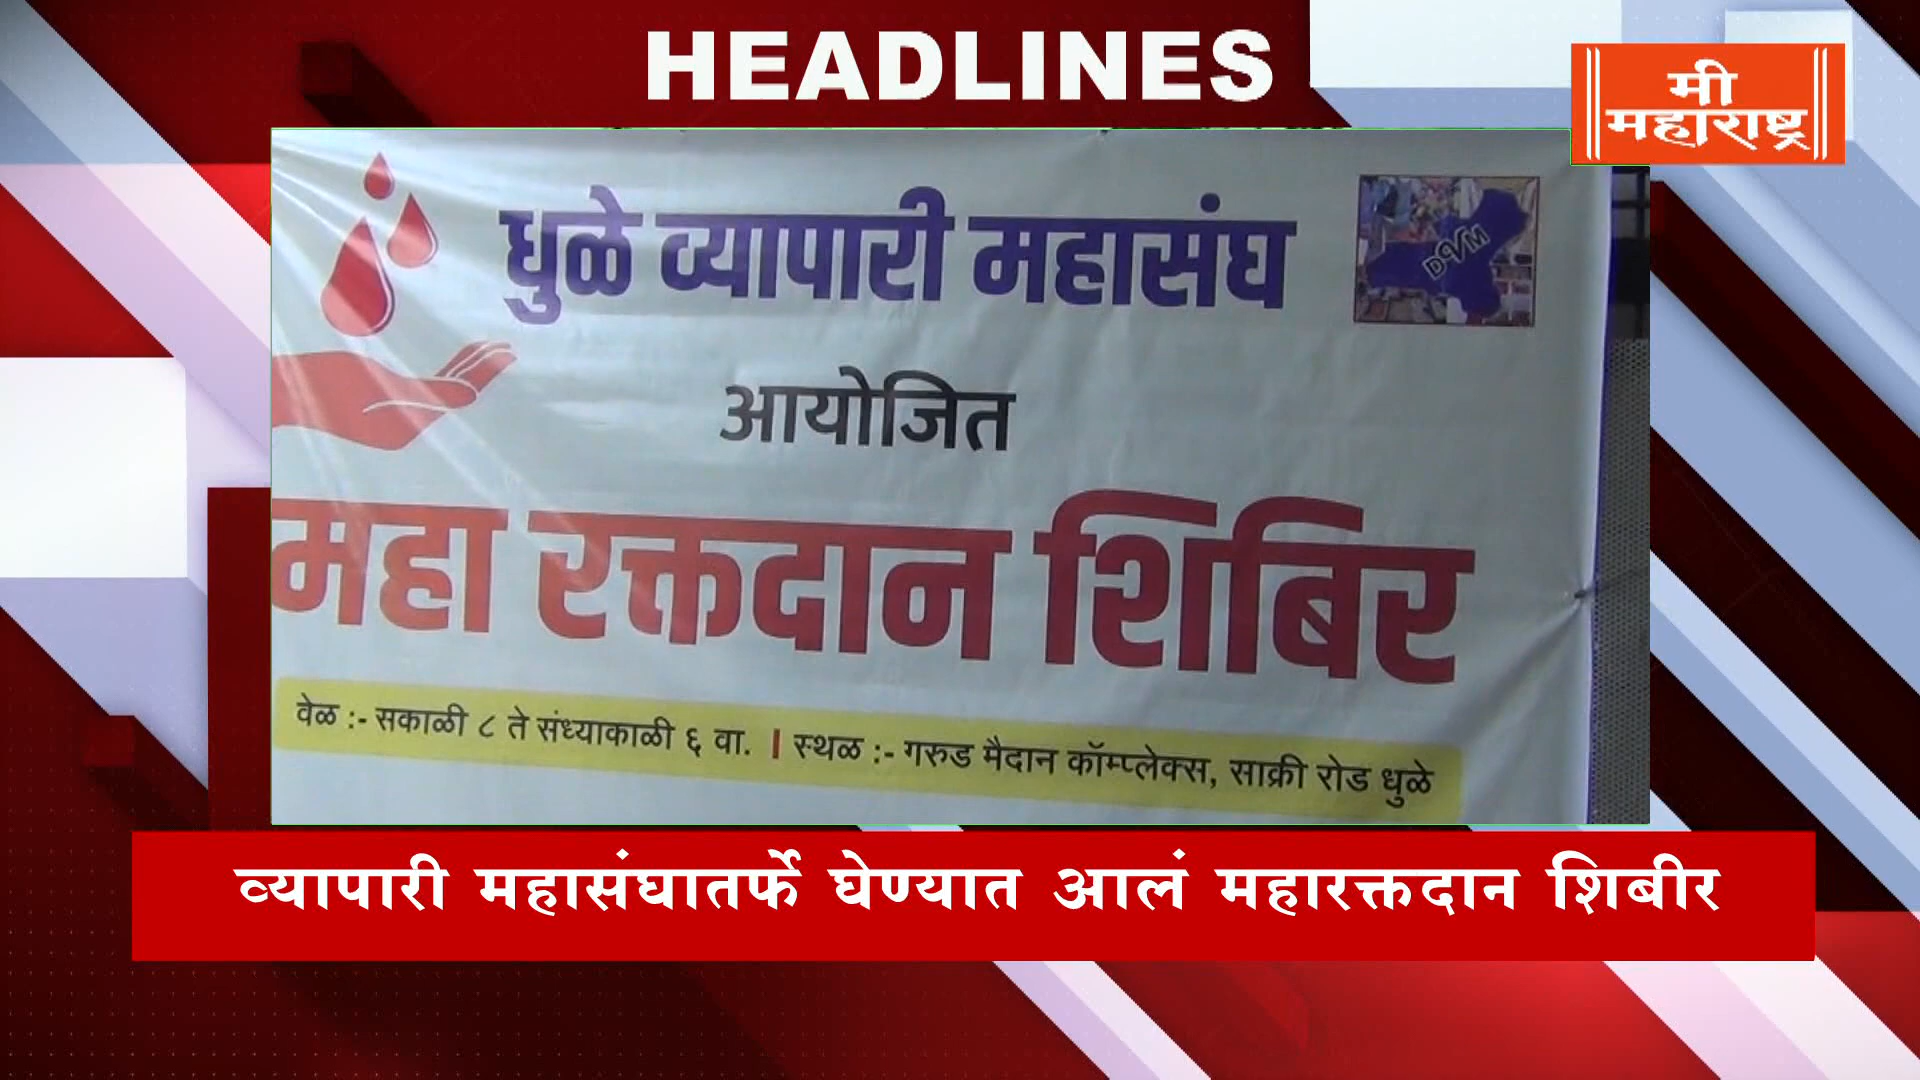 HEADLINES
मी
महाराष्ट्र
धुळे व्यापारी महासंघ
DVM
आयोजित
महा रक्तदान शिबिर
वेळ :- सकाळी ८ ते संध्याकाळी ६ वा. | स्थळ :- गरुड मैदान कॉम्प्लेक्स, साक्री रोड धुळे
व्यापारी महासंघातर्फे घेण्यात आलं महारक्तदान शिबीर